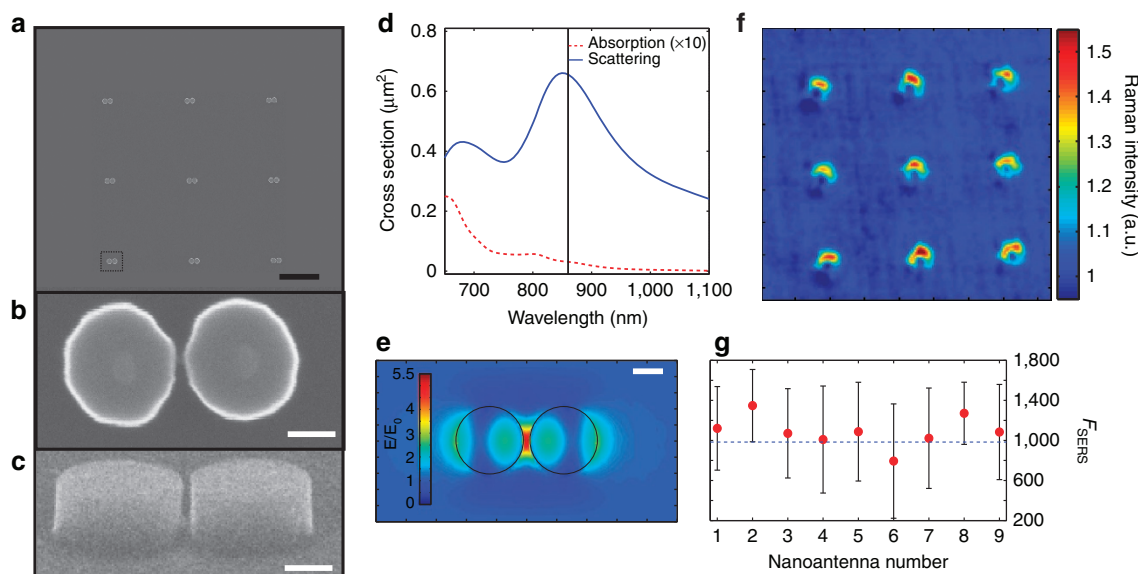 a
b
c
d
0.8
0.6
0.4
0.2
0
Cross section (μm²)
Absorption (×10)
Scattering
700 800 900 1,000 1,100
Wavelength (nm)
e
5.5
4
3
2
1
0
E/E₀
f
1.5
1.4
1.3
1.2
1.1
1
Raman intensity (a.u.)
g
1,800
1,400
1,000
600
200
F_SERS
1 2 3 4 5 6 7 8 9
Nanoantenna number